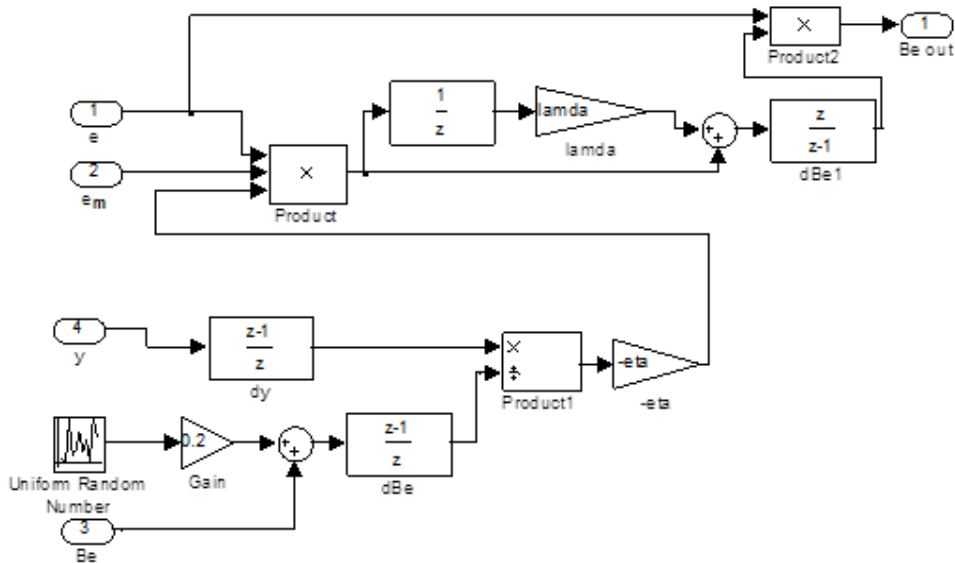 1
Be out
×
Product2
1
e
1
z
lamda
lamda
+
+
z
z-1
dBe1
2
em
×
Product
4
y
z-1
z
dy
×
÷
Product1
-eta
-eta
Uniform Random
Number
0.2
Gain
+
+
z-1
z
dBe
3
Be